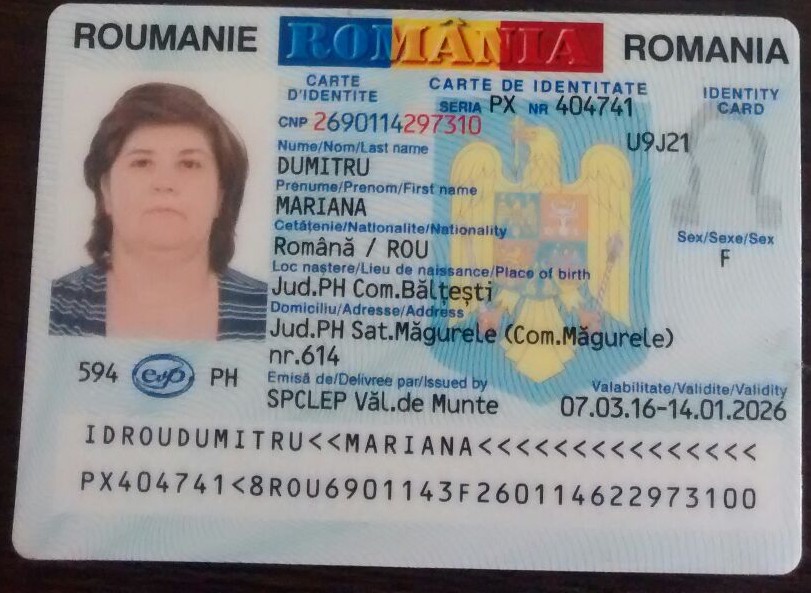 ROUMANIE ROMÂNIA ROMANIA
CARTE D'IDENTITE
CARTE DE IDENTITATE
IDENTITY CARD
SERIA PX NR 404741
CNP 2690114297310
U9J21
Nume/Nom/Last name
DUMITRU
Prenume/Prenom/First name
MARIANA
Cetăţenie/Nationalite/Nationality
Română / ROU
Sex/Sexe/Sex
F
Loc naştere/Lieu de naissance/Place of birth
Jud.PH Com.Bălţeşti
Domiciliu/Adresse/Address
Jud.PH Sat.Măgurele (Com.Măgurele)
nr.614
594 evp PH
Emisă de/Delivree par/Issued by
SPCLEP Văl.de Munte
Valabilitate/Validite/Validity
07.03.16-14.01.2026
IDROUDUMITRU<<MARIANA<<<<<<<<<<<<<<<
PX404741<8ROU6901143F260114622973100